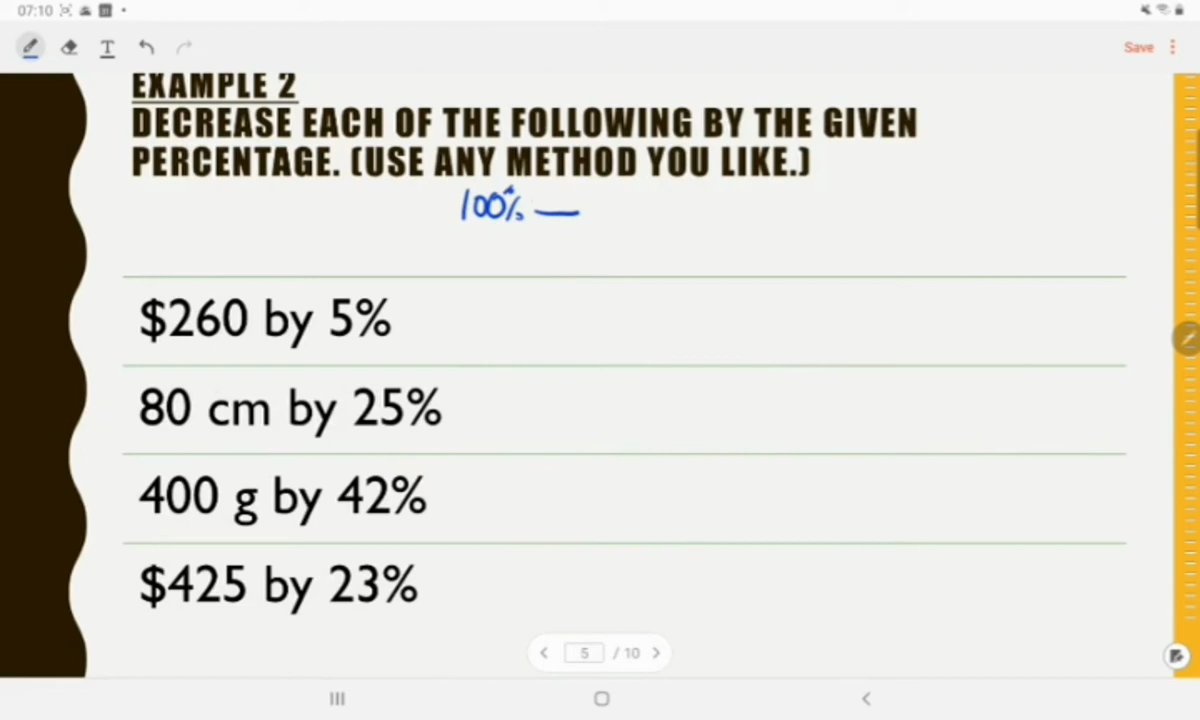 07:10
Save
EXAMPLE 2
DECREASE EACH OF THE FOLLOWING BY THE GIVEN
PERCENTAGE. (USE ANY METHOD YOU LIKE.)
100% —
$260 by 5%
80 cm by 25%
400 g by 42%
$425 by 23%
5 / 10